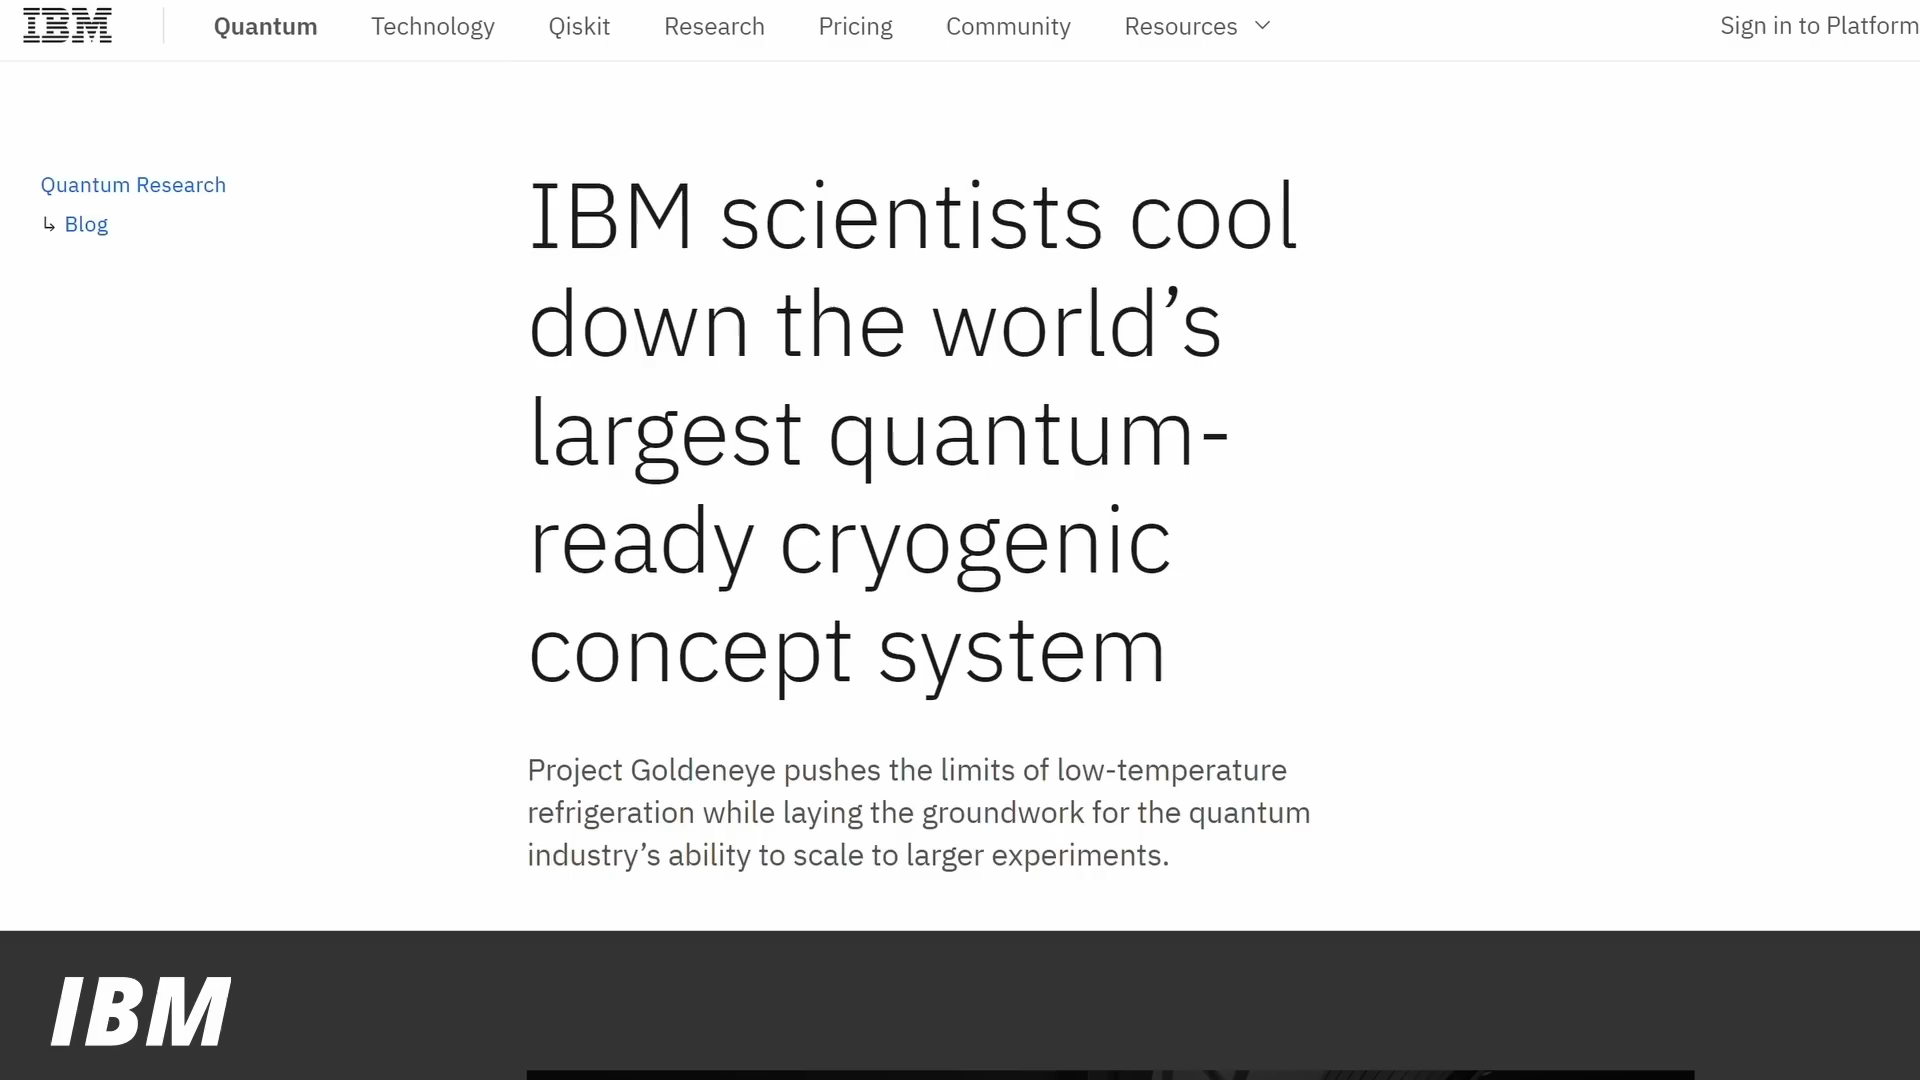 IBM
Quantum
Technology
Qiskit
Research
Pricing
Community
Resources
Sign in to Platform
Quantum Research
↳ Blog
IBM scientists cool
down the world’s
largest quantum-
ready cryogenic
concept system
Project Goldeneye pushes the limits of low-temperature
refrigeration while laying the groundwork for the quantum
industry’s ability to scale to larger experiments.
IBM